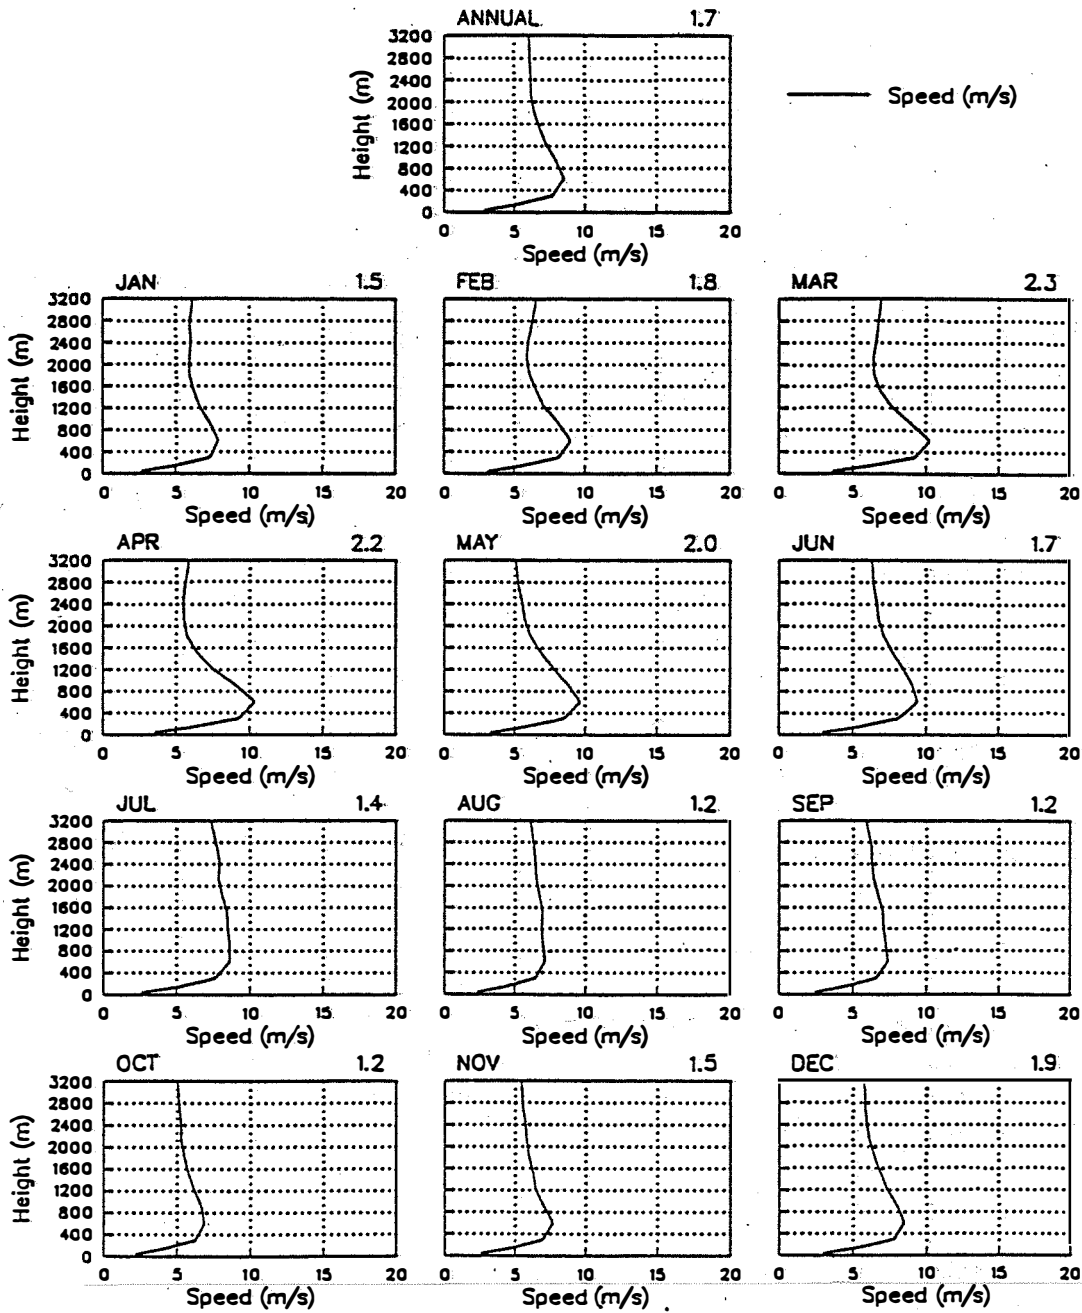 ANNUAL 1.7
3200
2800
2400
2000
1600
1200
800
400
0
Height (m)
0 5 10 15 20
Speed (m/s)
Speed (m/s)
JAN 1.5
3200
2800
2400
2000
1600
1200
800
400
0
Height (m)
0 5 10 15 20
Speed (m/s)
FEB 1.8
0 5 10 15 20
Speed (m/s)
MAR 2.3
0 5 10 15 20
Speed (m/s)
APR 2.2
3200
2800
2400
2000
1600
1200
800
400
0
Height (m)
0 5 10 15 20
Speed (m/s)
MAY 2.0
0 5 10 15 20
Speed (m/s)
JUN 1.7
0 5 10 15 20
Speed (m/s)
JUL 1.4
3200
2800
2400
2000
1600
1200
800
400
0
Height (m)
0 5 10 15 20
Speed (m/s)
AUG 1.2
0 5 10 15 20
Speed (m/s)
SEP 1.2
0 5 10 15 20
Speed (m/s)
OCT 1.2
3200
2800
2400
2000
1600
1200
800
400
0
Height (m)
0 5 10 15 20
Speed (m/s)
NOV 1.5
0 5 10 15 20
Speed (m/s)
DEC 1.9
0 5 10 15 20
Speed (m/s)